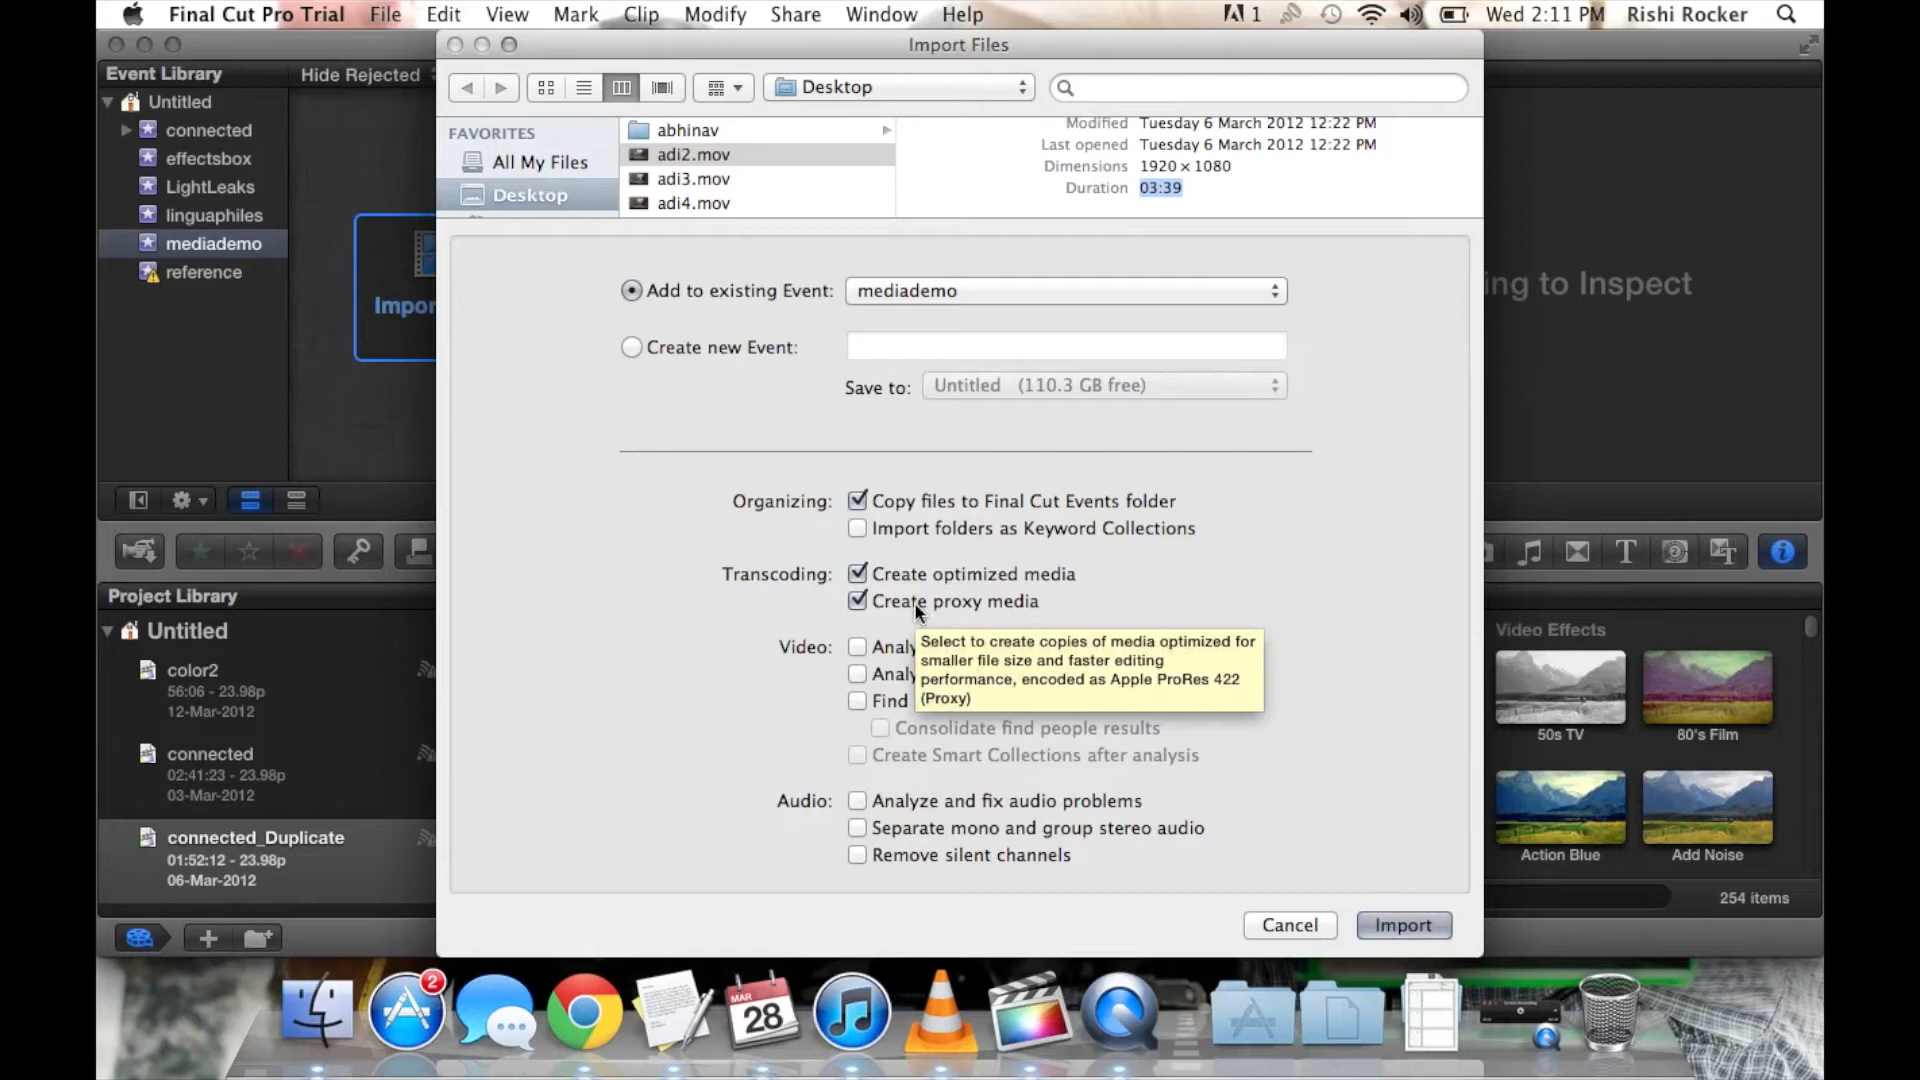 Final Cut Pro Trial File Edit View Mark Clip Modify Share Window Help 1 Wed 2:11 PM Rishi Rocker
Import Files
Event Library
Hide Rejected
Untitled
connected
effectsbox
LightLeaks
linguaphiles
mediademo
reference
Impor
Desktop
FAVORITES
All My Files
Desktop
abhinav
adi2.mov
adi3.mov
adi4.mov
Modified Tuesday 6 March 2012 12:22 PM
Last opened Tuesday 6 March 2012 12:22 PM
Dimensions 1920 × 1080
Duration 03:39
ing to Inspect
Add to existing Event: mediademo
Create new Event:
Save to: Untitled (110.3 GB free)
Organizing: Copy files to Final Cut Events folder
Import folders as Keyword Collections
Transcoding: Create optimized media
Create proxy media
Video: Analy
Analy
Find
Select to create copies of media optimized for
smaller file size and faster editing
performance, encoded as Apple ProRes 422
(Proxy)
Consolidate find people results
Create Smart Collections after analysis
Audio: Analyze and fix audio problems
Separate mono and group stereo audio
Remove silent channels
Cancel Import
Project Library
Untitled
color2
56:06 - 23.98p
12-Mar-2012
connected
02:41:23 - 23.98p
03-Mar-2012
connected_Duplicate
01:52:12 - 23.98p
06-Mar-2012
Video Effects
50s TV 80's Film
Action Blue Add Noise
254 items
2
MAR
28